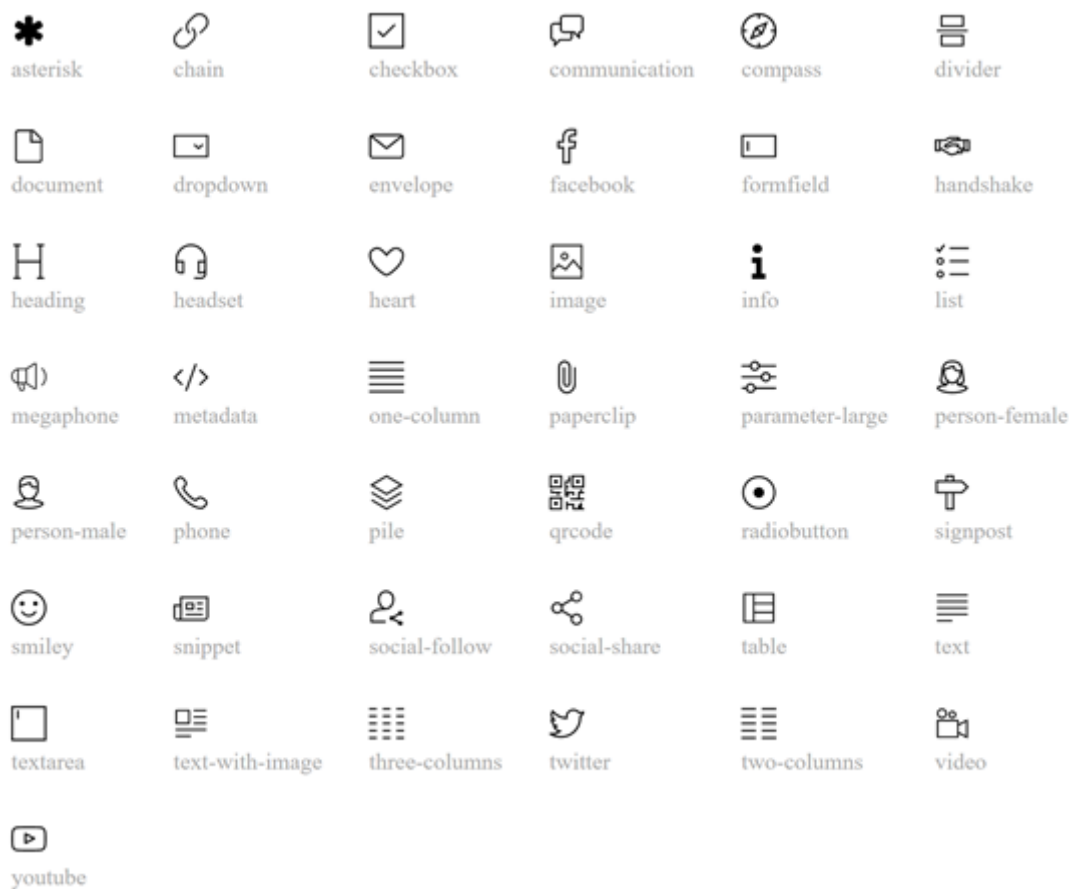 asterisk chain checkbox communication compass divider
document dropdown envelope facebook formfield handshake
heading headset heart image info list
megaphone metadata one-column paperclip parameter-large person-female
person-male phone pile qrcode radiobutton signpost
smiley snippet social-follow social-share table text
textarea text-with-image three-columns twitter two-columns video
youtube